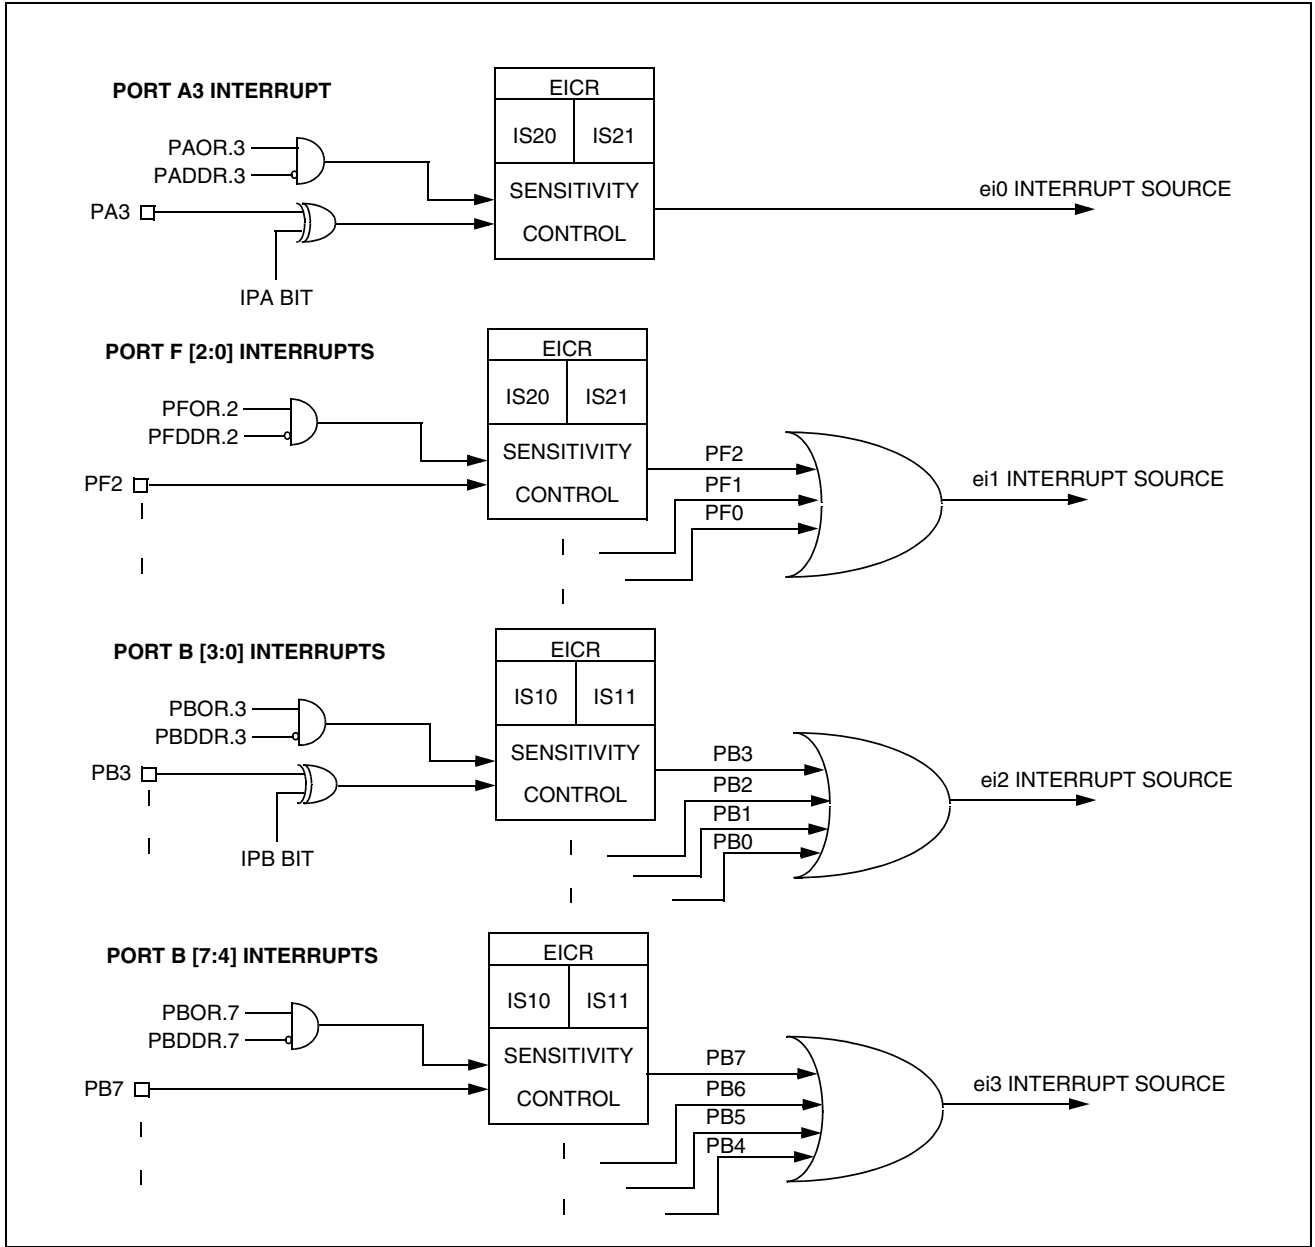 PORT A3 INTERRUPT
EICR
IS20 IS21
PAOR.3
PADDR.3
SENSITIVITY
CONTROL
PA3
IPA BIT
ei0 INTERRUPT SOURCE
PORT F [2:0] INTERRUPTS
EICR
IS20 IS21
PFOR.2
PFDDR.2
SENSITIVITY
CONTROL
PF2
PF2
PF1
PF0
ei1 INTERRUPT SOURCE
PORT B [3:0] INTERRUPTS
EICR
IS10 IS11
PBOR.3
PBDDR.3
SENSITIVITY
CONTROL
PB3
IPB BIT
PB3
PB2
PB1
PB0
ei2 INTERRUPT SOURCE
PORT B [7:4] INTERRUPTS
EICR
IS10 IS11
PBOR.7
PBDDR.7
SENSITIVITY
CONTROL
PB7
PB7
PB6
PB5
PB4
ei3 INTERRUPT SOURCE